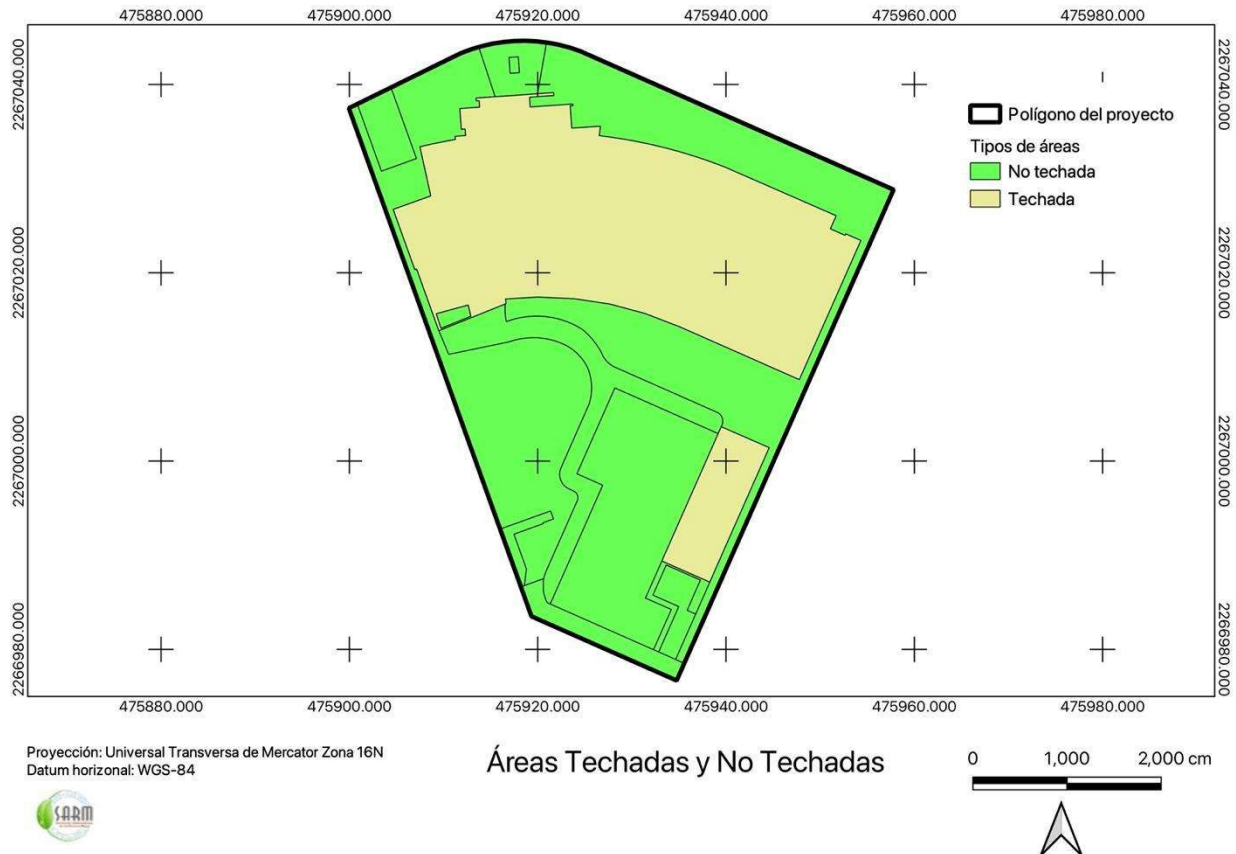 475880.000 475900.000 475920.000 475940.000 475960.000 475980.000
2267040.000
2267020.000
2267000.000
2266980.000
2267040.000
2267020.000
2267000.000
2266980.000
Polígono del proyecto
Tipos de áreas
No techada
Techada
475880.000 475900.000 475920.000 475940.000 475960.000 475980.000
Proyección: Universal Transversa de Mercator Zona 16N
Datum horizonal: WGS-84
Áreas Techadas y No Techadas
0 1,000 2,000 cm
SARM